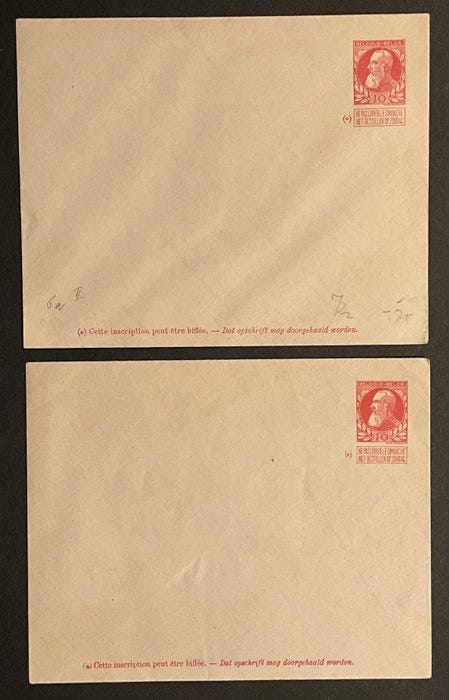 BELGIQUE-BELGIE
10
NE PAS LIVRER LE DIMANCHE
(*) NIET BESTELLEN OP ZONDAG
6a II
(*) Cette inscription peut être biffée. — Dat opschrift mag doorgehaald worden.
BELGIQUE-BELGIE
10
NE PAS LIVRER LE DIMANCHE
(*) NIET BESTELLEN OP ZONDAG
(*) Cette inscription peut être biffée. — Dat opschrift mag doorgehaald worden.